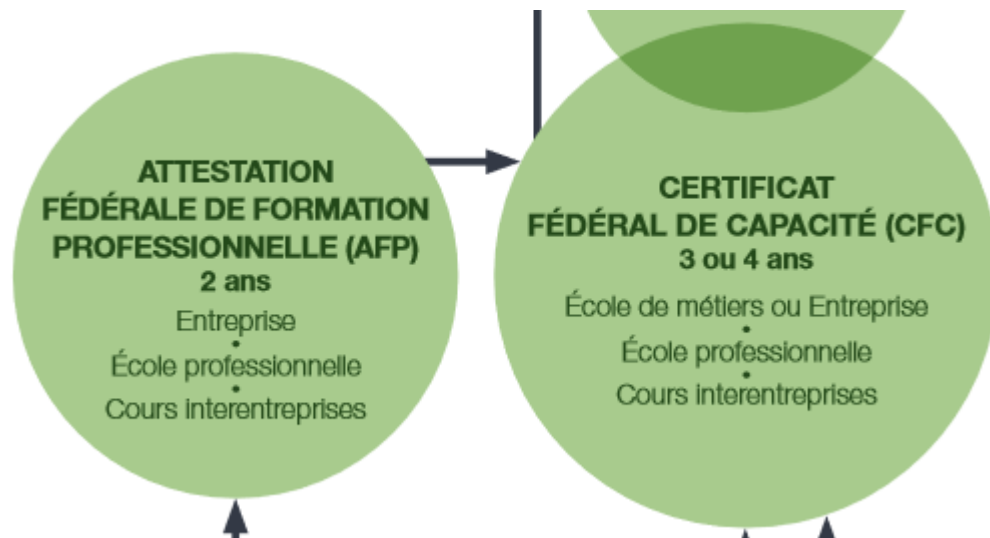 ATTESTATION
FÉDÉRALE DE FORMATION
PROFESSIONNELLE (AFP)
2 ans
Entreprise
•
École professionnelle
•
Cours interentreprises
CERTIFICAT
FÉDÉRAL DE CAPACITÉ (CFC)
3 ou 4 ans
École de métiers ou Entreprise
•
École professionnelle
•
Cours interentreprises